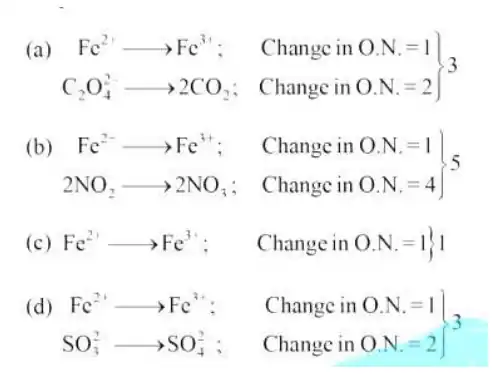 (a) Fe²⁺ ⟶ Fe³⁺; Change in O.N. = 1
C₂O₄²⁻ ⟶ 2CO₂; Change in O.N. = 2 } 3
(b) Fe²⁻ ⟶ Fe³⁺; Change in O.N. = 1
2NO₂ ⟶ 2NO₃; Change in O.N. = 4 } 5
(c) Fe²⁺ ⟶ Fe³⁺; Change in O.N. = 1} 1
(d) Fe²⁺ ⟶ Fe³⁺; Change in O.N. = 1
SO₃² ⟶ SO₄²; Change in O.N. = 2 } 3